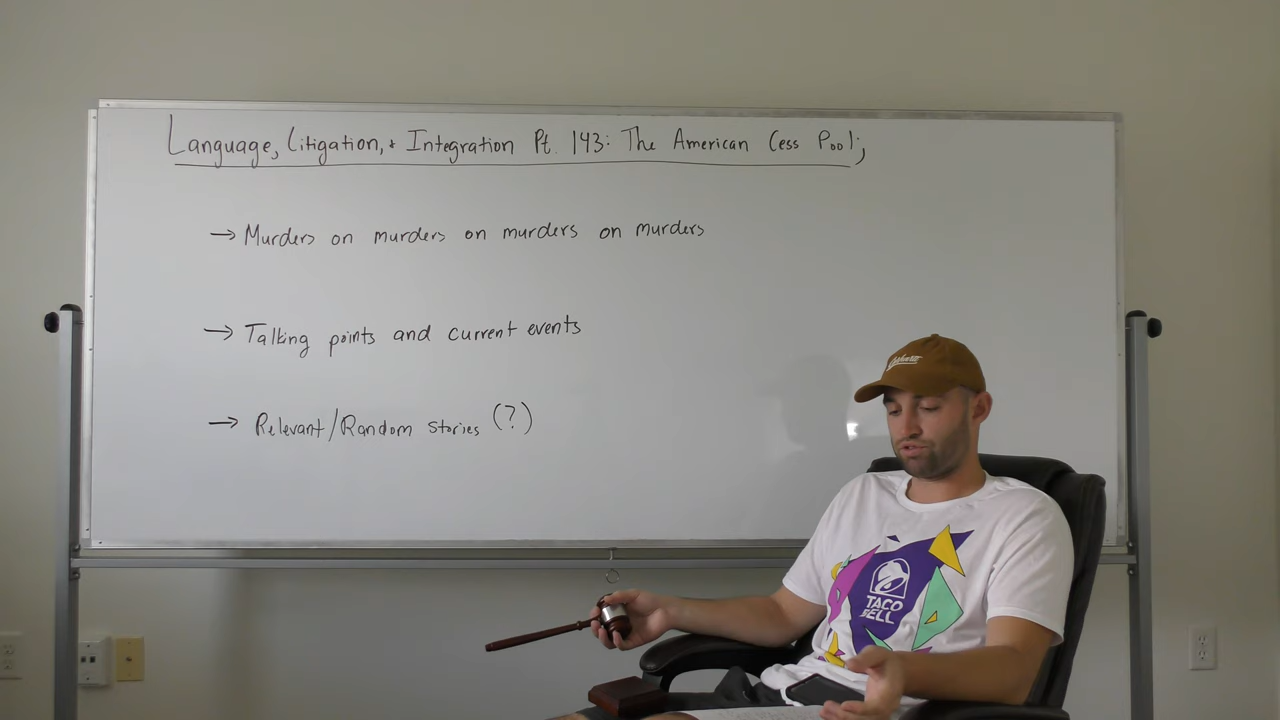 Language, Litigation, & Integration Pt. 143: The American Cess Pool;
→ Murders on murders on murders on murders
→ Talking points and current events
→ Relevant/Random stories (?)
Carhartt
TACO
BELL